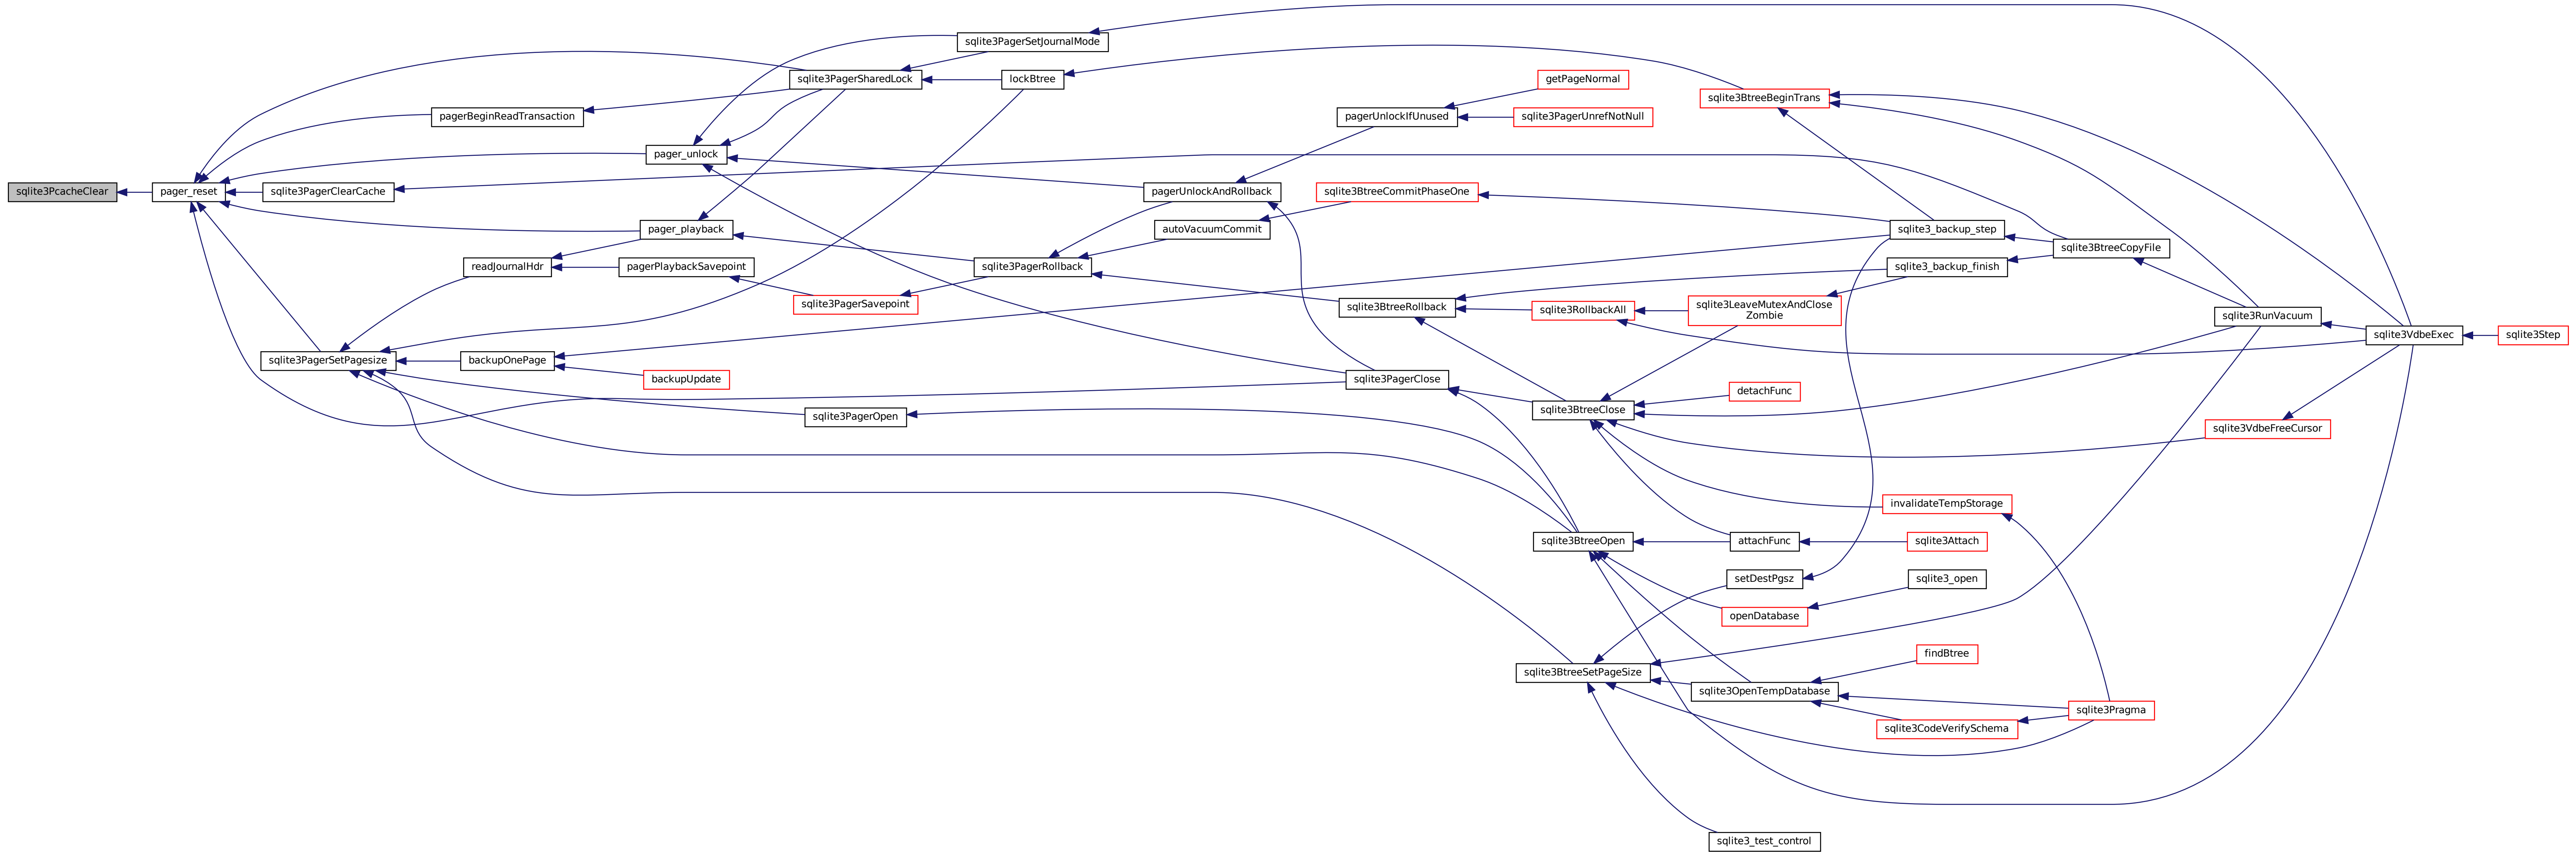 sqlite3PcacheClear
pager_reset
sqlite3PagerClearCache
sqlite3PagerSetPagesize
pagerBeginReadTransaction
readJournalHdr
backupOnePage
pager_unlock
pager_playback
pagerPlaybackSavepoint
backupUpdate
sqlite3PagerSharedLock
sqlite3PagerSavepoint
sqlite3PagerOpen
sqlite3PagerSetJournalMode
lockBtree
sqlite3PagerRollback
pagerUnlockAndRollback
autoVacuumCommit
pagerUnlockIfUnused
sqlite3BtreeCommitPhaseOne
sqlite3BtreeRollback
sqlite3PagerClose
getPageNormal
sqlite3PagerUnrefNotNull
sqlite3RollbackAll
sqlite3BtreeClose
sqlite3BtreeOpen
sqlite3BtreeSetPageSize
sqlite3BtreeBeginTrans
detachFunc
attachFunc
setDestPgsz
openDatabase
sqlite3OpenTempDatabase
sqlite3_test_control
sqlite3_backup_step
sqlite3_backup_finish
sqlite3LeaveMutexAndClose
Zombie
invalidateTempStorage
sqlite3Attach
sqlite3_open
findBtree
sqlite3CodeVerifySchema
sqlite3BtreeCopyFile
sqlite3Pragma
sqlite3RunVacuum
sqlite3VdbeFreeCursor
sqlite3VdbeExec
sqlite3Step